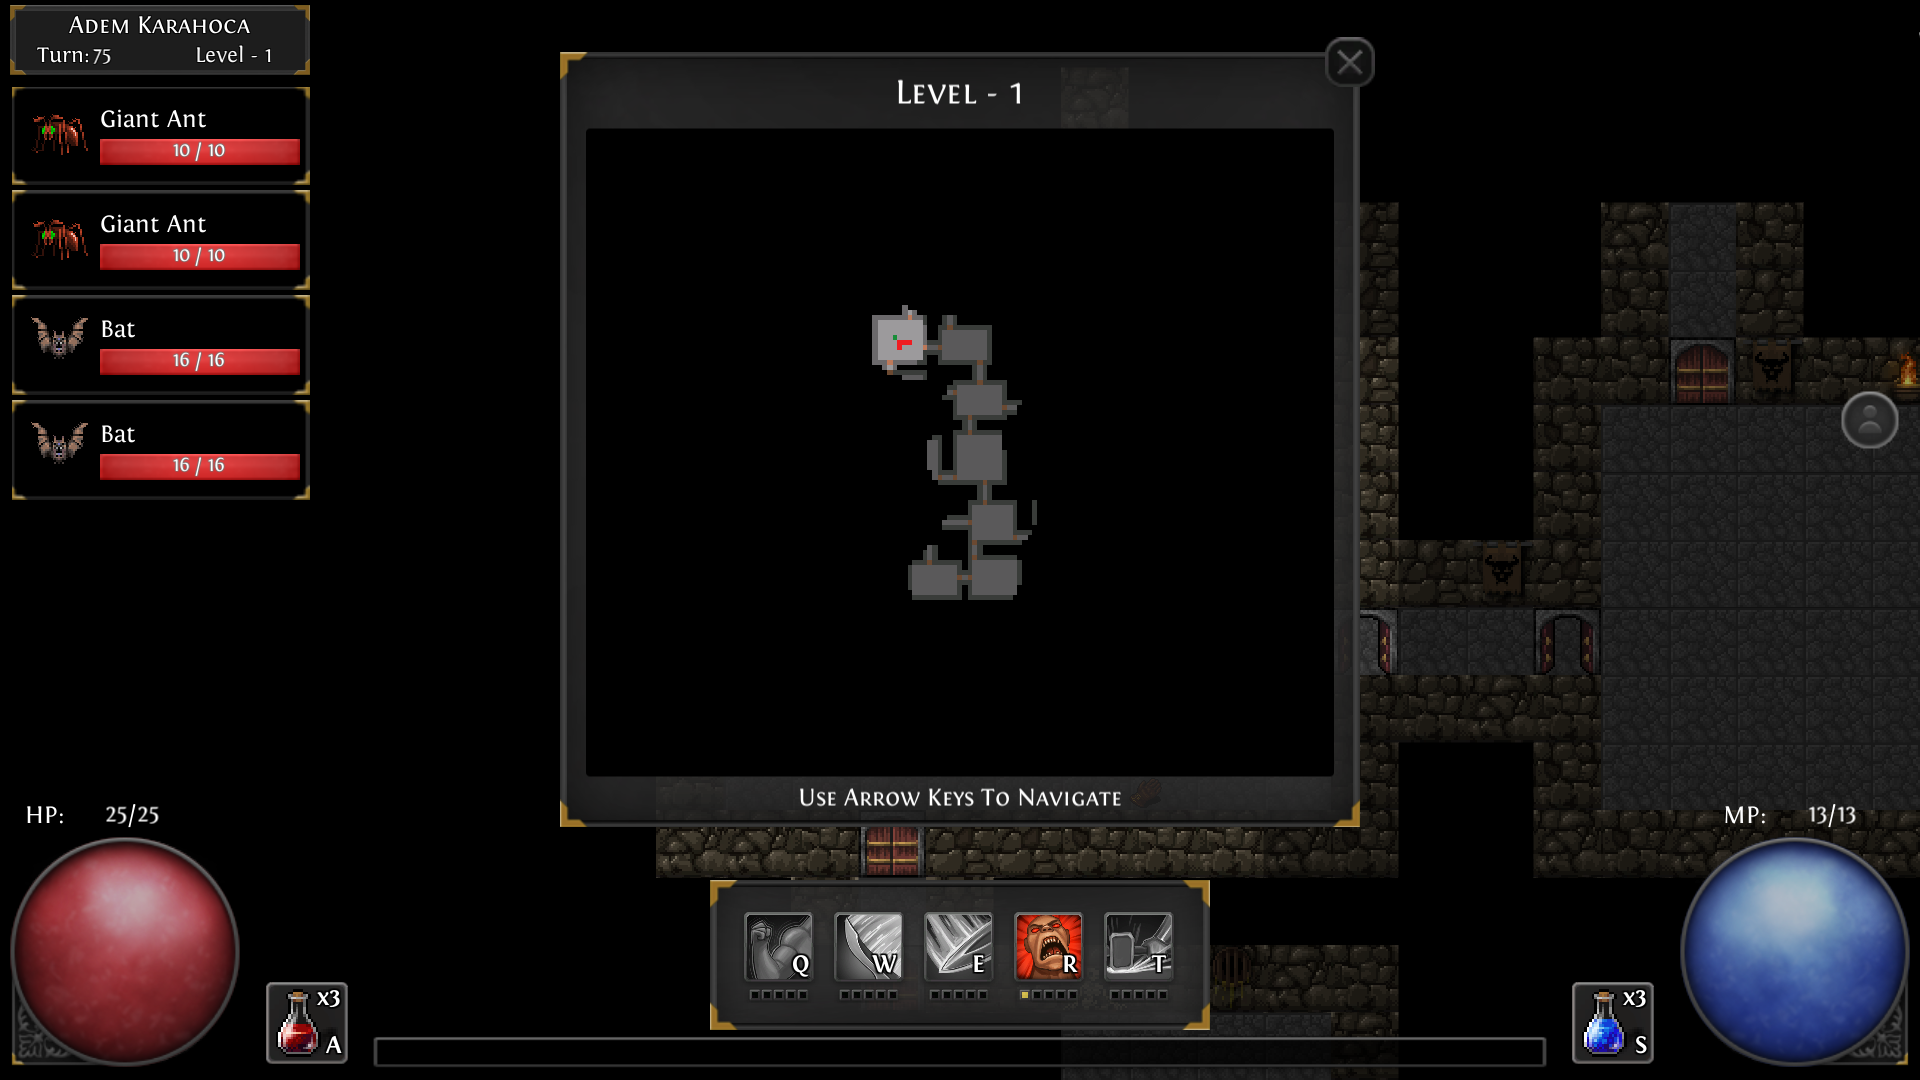 Adem Karahoca
Turn: 75 Level - 1
Giant Ant
10 / 10
Giant Ant
10 / 10
Bat
16 / 16
Bat
16 / 16
Level - 1
Use Arrow Keys To Navigate
HP: 25/25
MP: 13/13
Q W E R T
x3
A
x3
S